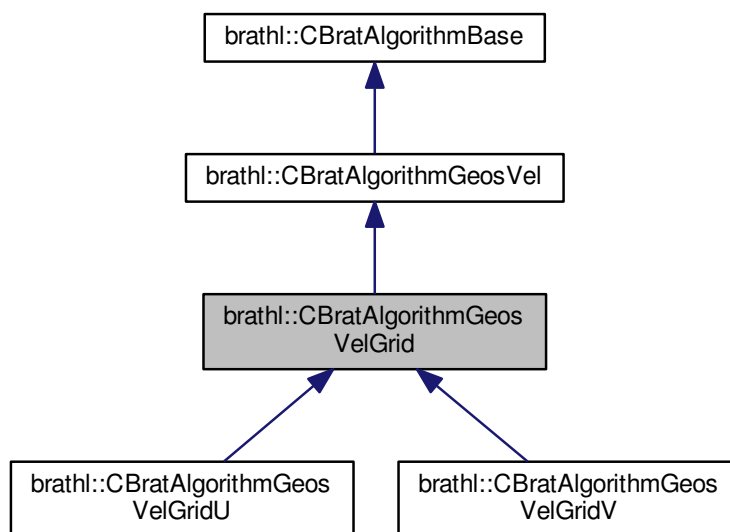 brathl::CBratAlgorithmBase
brathl::CBratAlgorithmGeosVel
brathl::CBratAlgorithmGeos
VelGrid
brathl::CBratAlgorithmGeos
VelGridU
brathl::CBratAlgorithmGeos
VelGridV